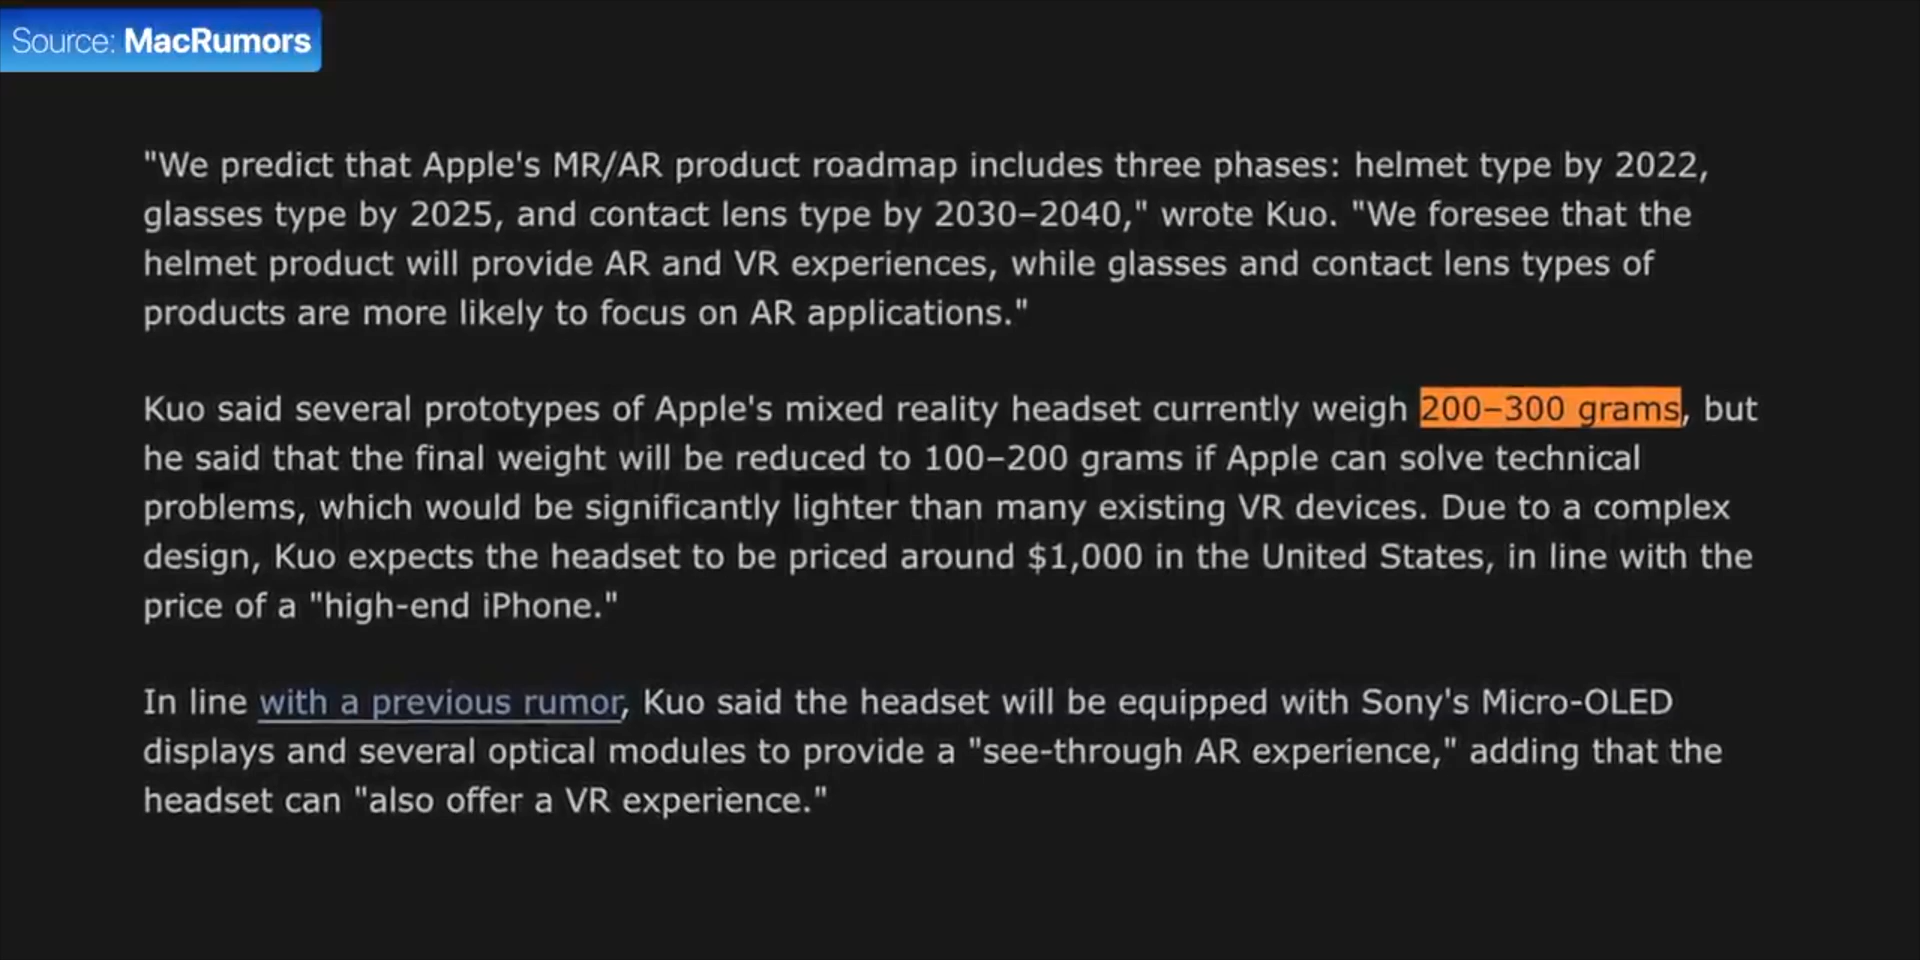 Source: MacRumors
"We predict that Apple's MR/AR product roadmap includes three phases: helmet type by 2022,
glasses type by 2025, and contact lens type by 2030–2040," wrote Kuo. "We foresee that the
helmet product will provide AR and VR experiences, while glasses and contact lens types of
products are more likely to focus on AR applications."
Kuo said several prototypes of Apple's mixed reality headset currently weigh 200–300 grams, but
he said that the final weight will be reduced to 100–200 grams if Apple can solve technical
problems, which would be significantly lighter than many existing VR devices. Due to a complex
design, Kuo expects the headset to be priced around $1,000 in the United States, in line with the
price of a "high-end iPhone."
In line with a previous rumor, Kuo said the headset will be equipped with Sony's Micro-OLED
displays and several optical modules to provide a "see-through AR experience," adding that the
headset can "also offer a VR experience."